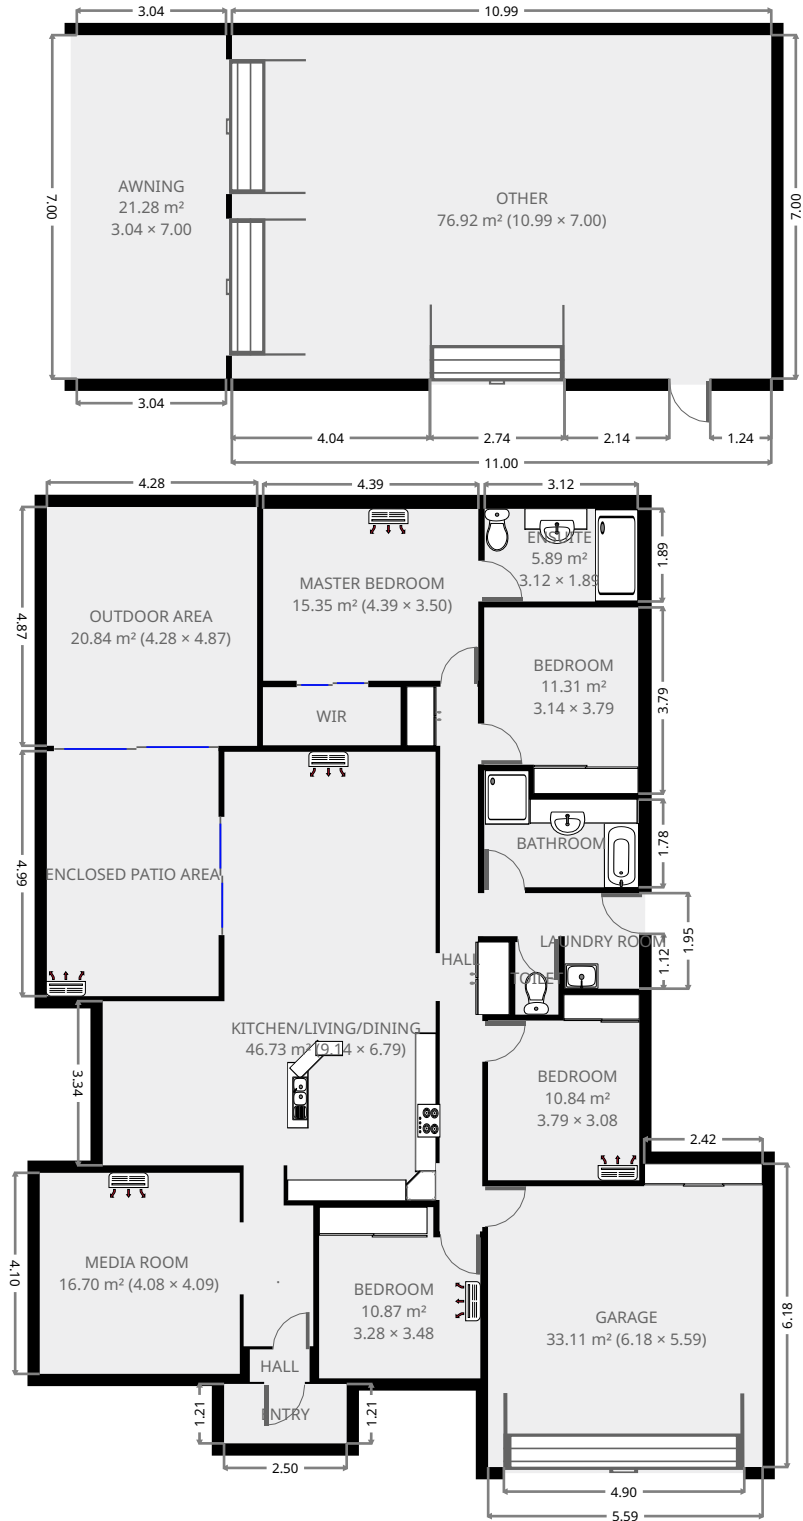 3.04
10.99
7.00
7.00
AWNING
21.28 m²
3.04 × 7.00
OTHER
76.92 m² (10.99 × 7.00)
3.04
4.04
2.74
2.14
1.24
11.00
4.28
4.39
3.12
4.87
1.89
ENSUITE
5.89 m²
3.12 × 1.89
MASTER BEDROOM
15.35 m² (4.39 × 3.50)
OUTDOOR AREA
20.84 m² (4.28 × 4.87)
BEDROOM
11.31 m²
3.14 × 3.79
3.79
WIR
4.99
ENCLOSED PATIO AREA
BATHROOM
1.78
1.95
HALL
LAUNDRY ROOM
1.12
TOILET
KITCHEN/LIVING/DINING
46.73 m² (9.14 × 6.79)
3.34
BEDROOM
10.84 m²
3.79 × 3.08
2.42
4.10
MEDIA ROOM
16.70 m² (4.08 × 4.09)
BEDROOM
10.87 m²
3.28 × 3.48
GARAGE
33.11 m² (6.18 × 5.59)
6.18
HALL
1.21
ENTRY
1.21
2.50
4.90
5.59